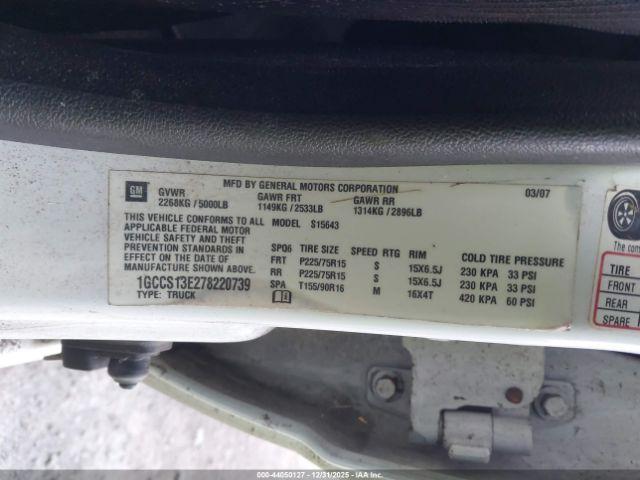 GM
MFD BY GENERAL MOTORS CORPORATION 03/07
GVWR GAWR FRT GAWR RR
2268KG / 5000LB 1149KG / 2533LB 1314KG / 2896LB
THIS VEHICLE CONFORMS TO ALL MODEL S15643
APPLICABLE FEDERAL MOTOR
VEHICLE SAFETY AND THEFT
PREVENTION STANDARDS IN
EFFECT ON THE DATE OF
MANUFACTURE SHOWN ABOVE.
1GCCS13E278220739
TYPE: TRUCK
SPO6 TIRE SIZE SPEED RTG RIM COLD TIRE PRESSURE
FRT P225/75R15 S 15X6.5J 230 KPA 33 PSI
RR P225/75R15 S 15X6.5J 230 KPA 33 PSI
SPA T155/90R16 M 16X4T 420 KPA 60 PSI
TIRE
FRONT
REAR
SPARE
000-44050127 - 12/31/2025 - IAAI.com